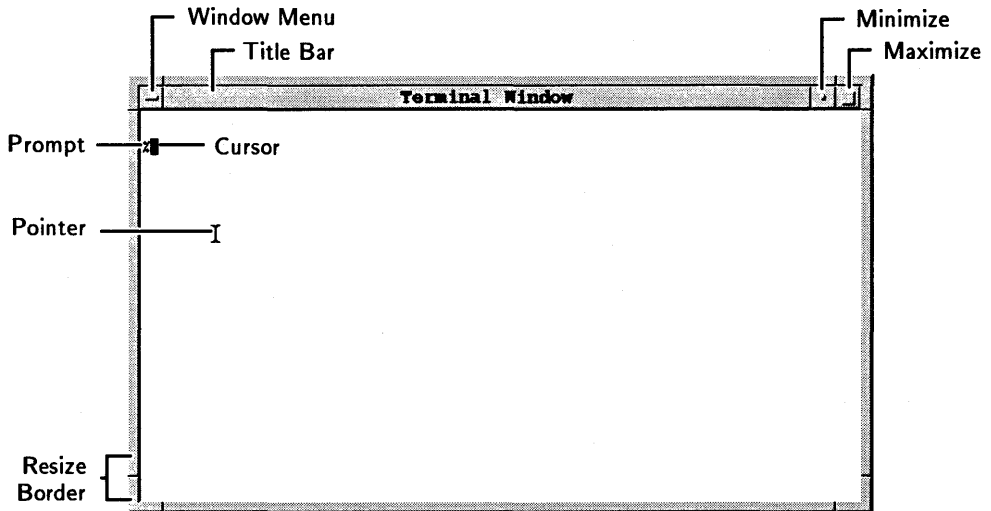 Window Menu
Minimize
Title Bar
Maximize
Terminal Window
Prompt
%
Cursor
Pointer
Resize
Border